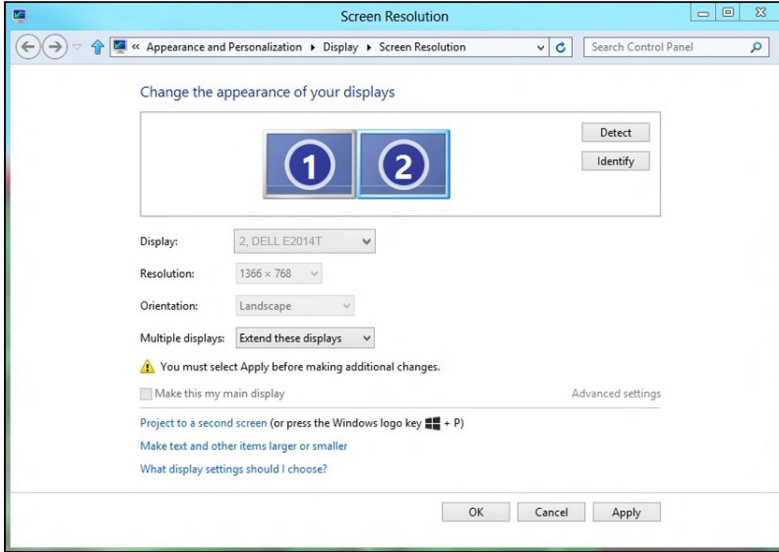 Screen Resolution
« Appearance and Personalization ▸ Display ▸ Screen Resolution Search Control Panel
Change the appearance of your displays
1 2
Detect
Identify
Display: 2, DELL E2014T
Resolution: 1366 × 768
Orientation: Landscape
Multiple displays: Extend these displays
You must select Apply before making additional changes.
Make this my main display Advanced settings
Project to a second screen (or press the Windows logo key + P)
Make text and other items larger or smaller
What display settings should I choose?
OK Cancel Apply